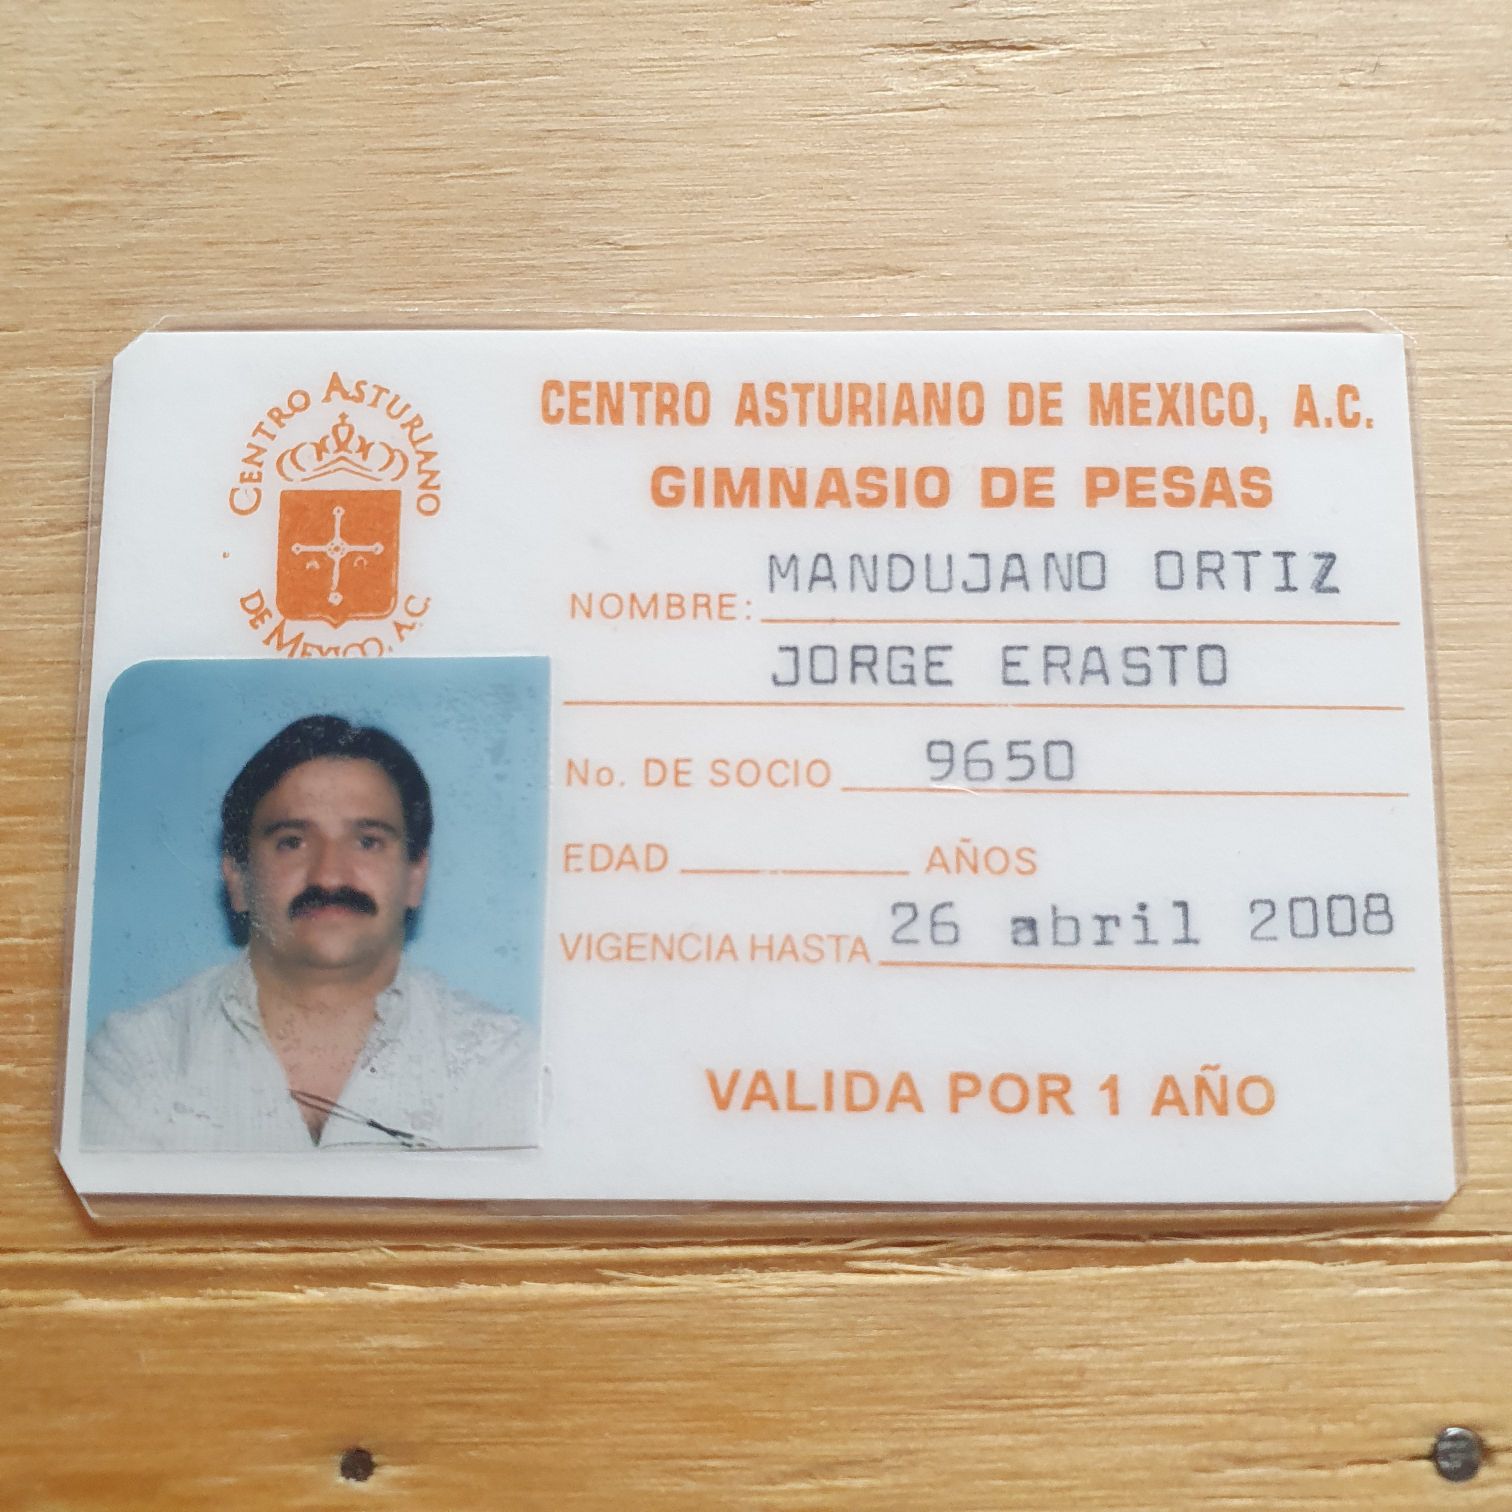 CENTRO ASTURIANO
DE MEXICO, A.C.
CENTRO ASTURIANO DE MEXICO, A.C.
GIMNASIO DE PESAS
NOMBRE: MANDUJANO ORTIZ
JORGE ERASTO
No. DE SOCIO 9650
EDAD AÑOS
VIGENCIA HASTA 26 abril 2008
VALIDA POR 1 AÑO